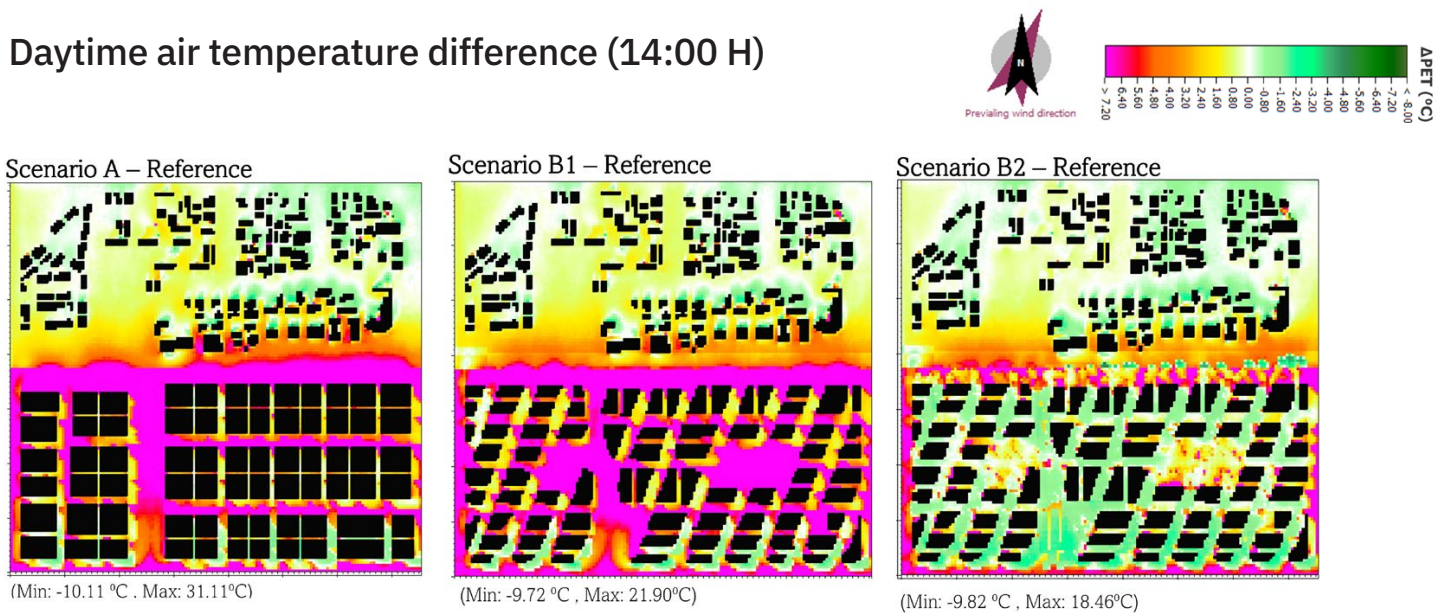 Daytime air temperature difference (14:00 H)
N
Previaling wind direction
> 7.20 6.40 5.60 4.80 4.00 3.20 2.40 1.60 0.80 0.00 -0.80 -1.60 -2.40 -3.20 -4.00 -4.80 -5.60 -6.40 -7.20 < -8.00
ΔPET (ºC)
Scenario A – Reference
Scenario B1 – Reference
Scenario B2 – Reference
(Min: -10.11 ºC , Max: 31.11ºC)
(Min: -9.72 ºC , Max: 21.90ºC)
(Min: -9.82 ºC , Max: 18.46ºC)